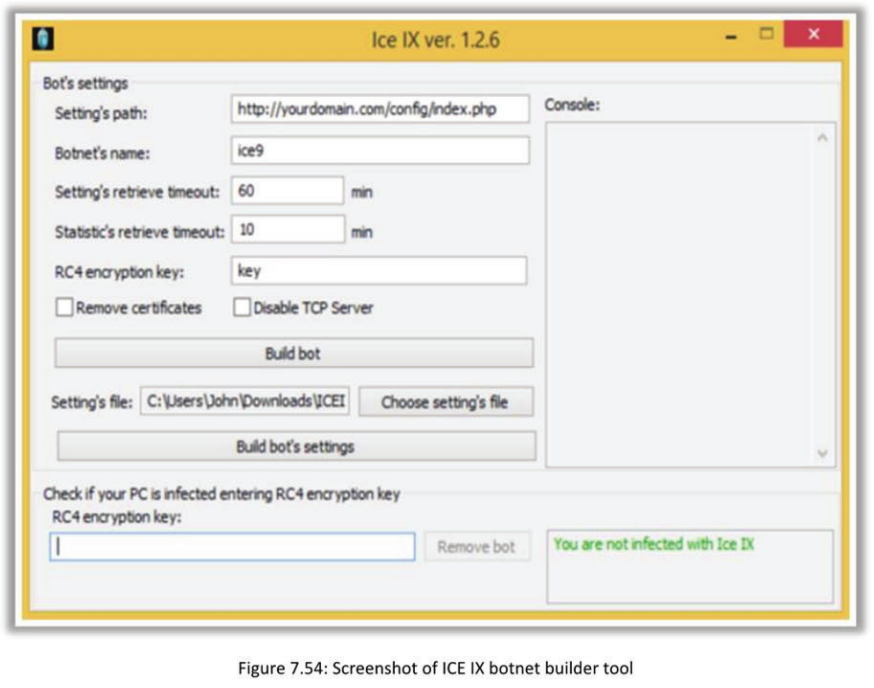 Ice IX ver. 1.2.6
Bot's settings
Setting's path: http://yourdomain.com/config/index.php
Console:
Botnet's name: ice9
Setting's retrieve timeout: 60 min
Statistic's retrieve timeout: 10 min
RC4 encryption key: key
Remove certificates Disable TCP Server
Build bot
Setting's file: C:\Users\John\Downloads\ICEI Choose setting's file
Build bot's settings
Check if your PC is infected entering RC4 encryption key
RC4 encryption key:
Remove bot
You are not infected with Ice IX
Figure 7.54: Screenshot of ICE IX botnet builder tool